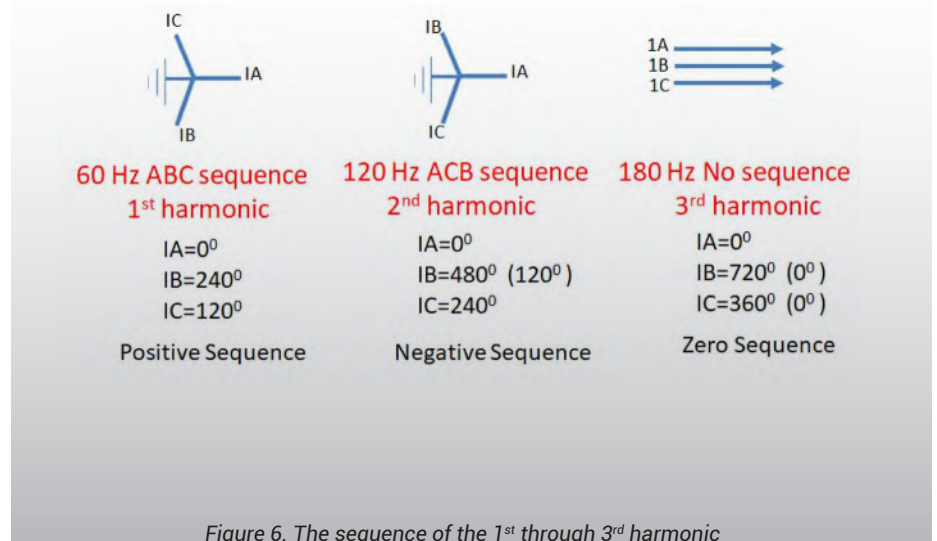 IC
IA
IB
60 Hz ABC sequence
1st harmonic
IA=0⁰
IB=240⁰
IC=120⁰
Positive Sequence
IB
IA
IC
120 Hz ACB sequence
2nd harmonic
IA=0⁰
IB=480⁰ (120⁰ )
IC=240⁰
Negative Sequence
1A
1B
1C
180 Hz No sequence
3rd harmonic
IA=0⁰
IB=720⁰ (0⁰ )
IC=360⁰ (0⁰ )
Zero Sequence
Figure 6. The sequence of the 1st through 3rd harmonic